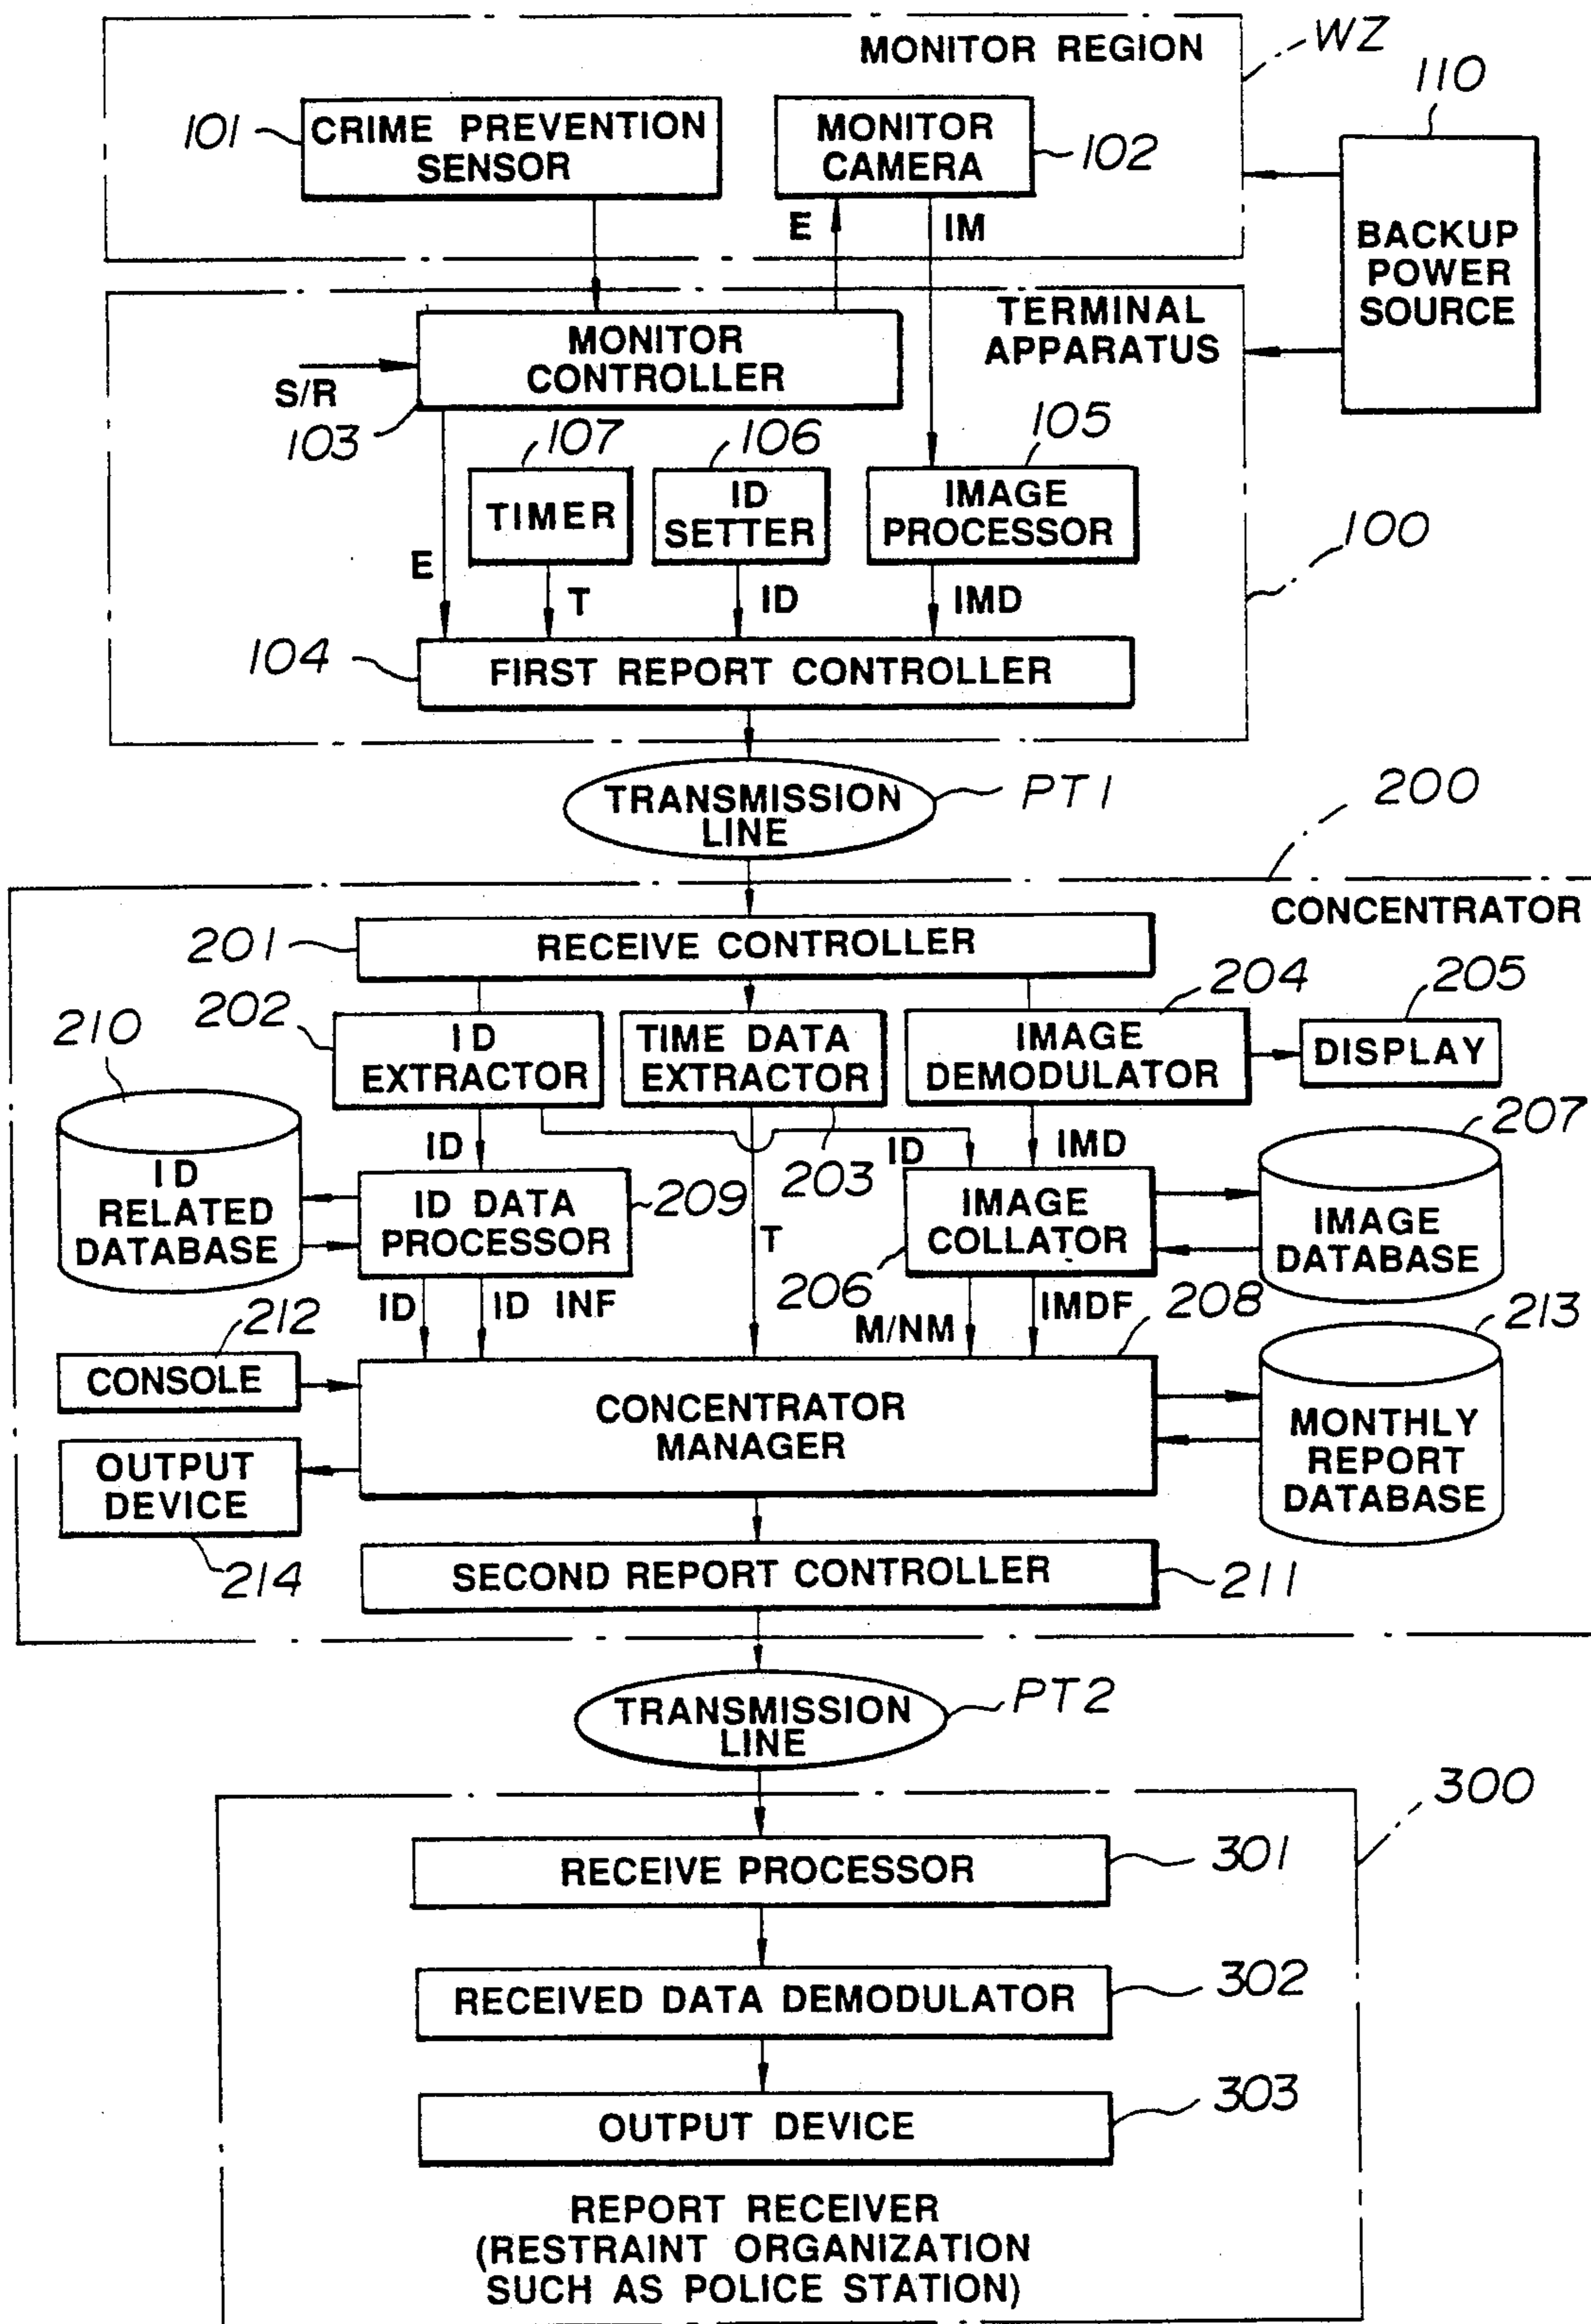 MONITOR REGION
WZ
110
101
CRIME PREVENTION
SENSOR
MONITOR
CAMERA
102
E
IM
BACKUP
POWER
SOURCE
TERMINAL
APPARATUS
MONITOR
CONTROLLER
S/R
103
107
106
105
TIMER
ID
SETTER
IMAGE
PROCESSOR
100
E
T
ID
IMD
104
FIRST REPORT CONTROLLER
TRANSMISSION
LINE
PT1
200
CONCENTRATOR
201
RECEIVE CONTROLLER
202
204
205
210
ID
EXTRACTOR
TIME DATA
EXTRACTOR
IMAGE
DEMODULATOR
DISPLAY
207
ID
203
ID
IMD
ID
RELATED
DATABASE
ID DATA
PROCESSOR
209
T
IMAGE
COLLATOR
IMAGE
DATABASE
206
208
212
ID
ID INF
M/NM
IMDF
213
CONSOLE
CONCENTRATOR
MANAGER
MONTHLY
REPORT
DATABASE
OUTPUT
DEVICE
214
SECOND REPORT CONTROLLER
211
TRANSMISSION
LINE
PT2
300
RECEIVE PROCESSOR
301
RECEIVED DATA DEMODULATOR
302
OUTPUT DEVICE
303
REPORT RECEIVER
(RESTRAINT ORGANIZATION
SUCH AS POLICE STATION)